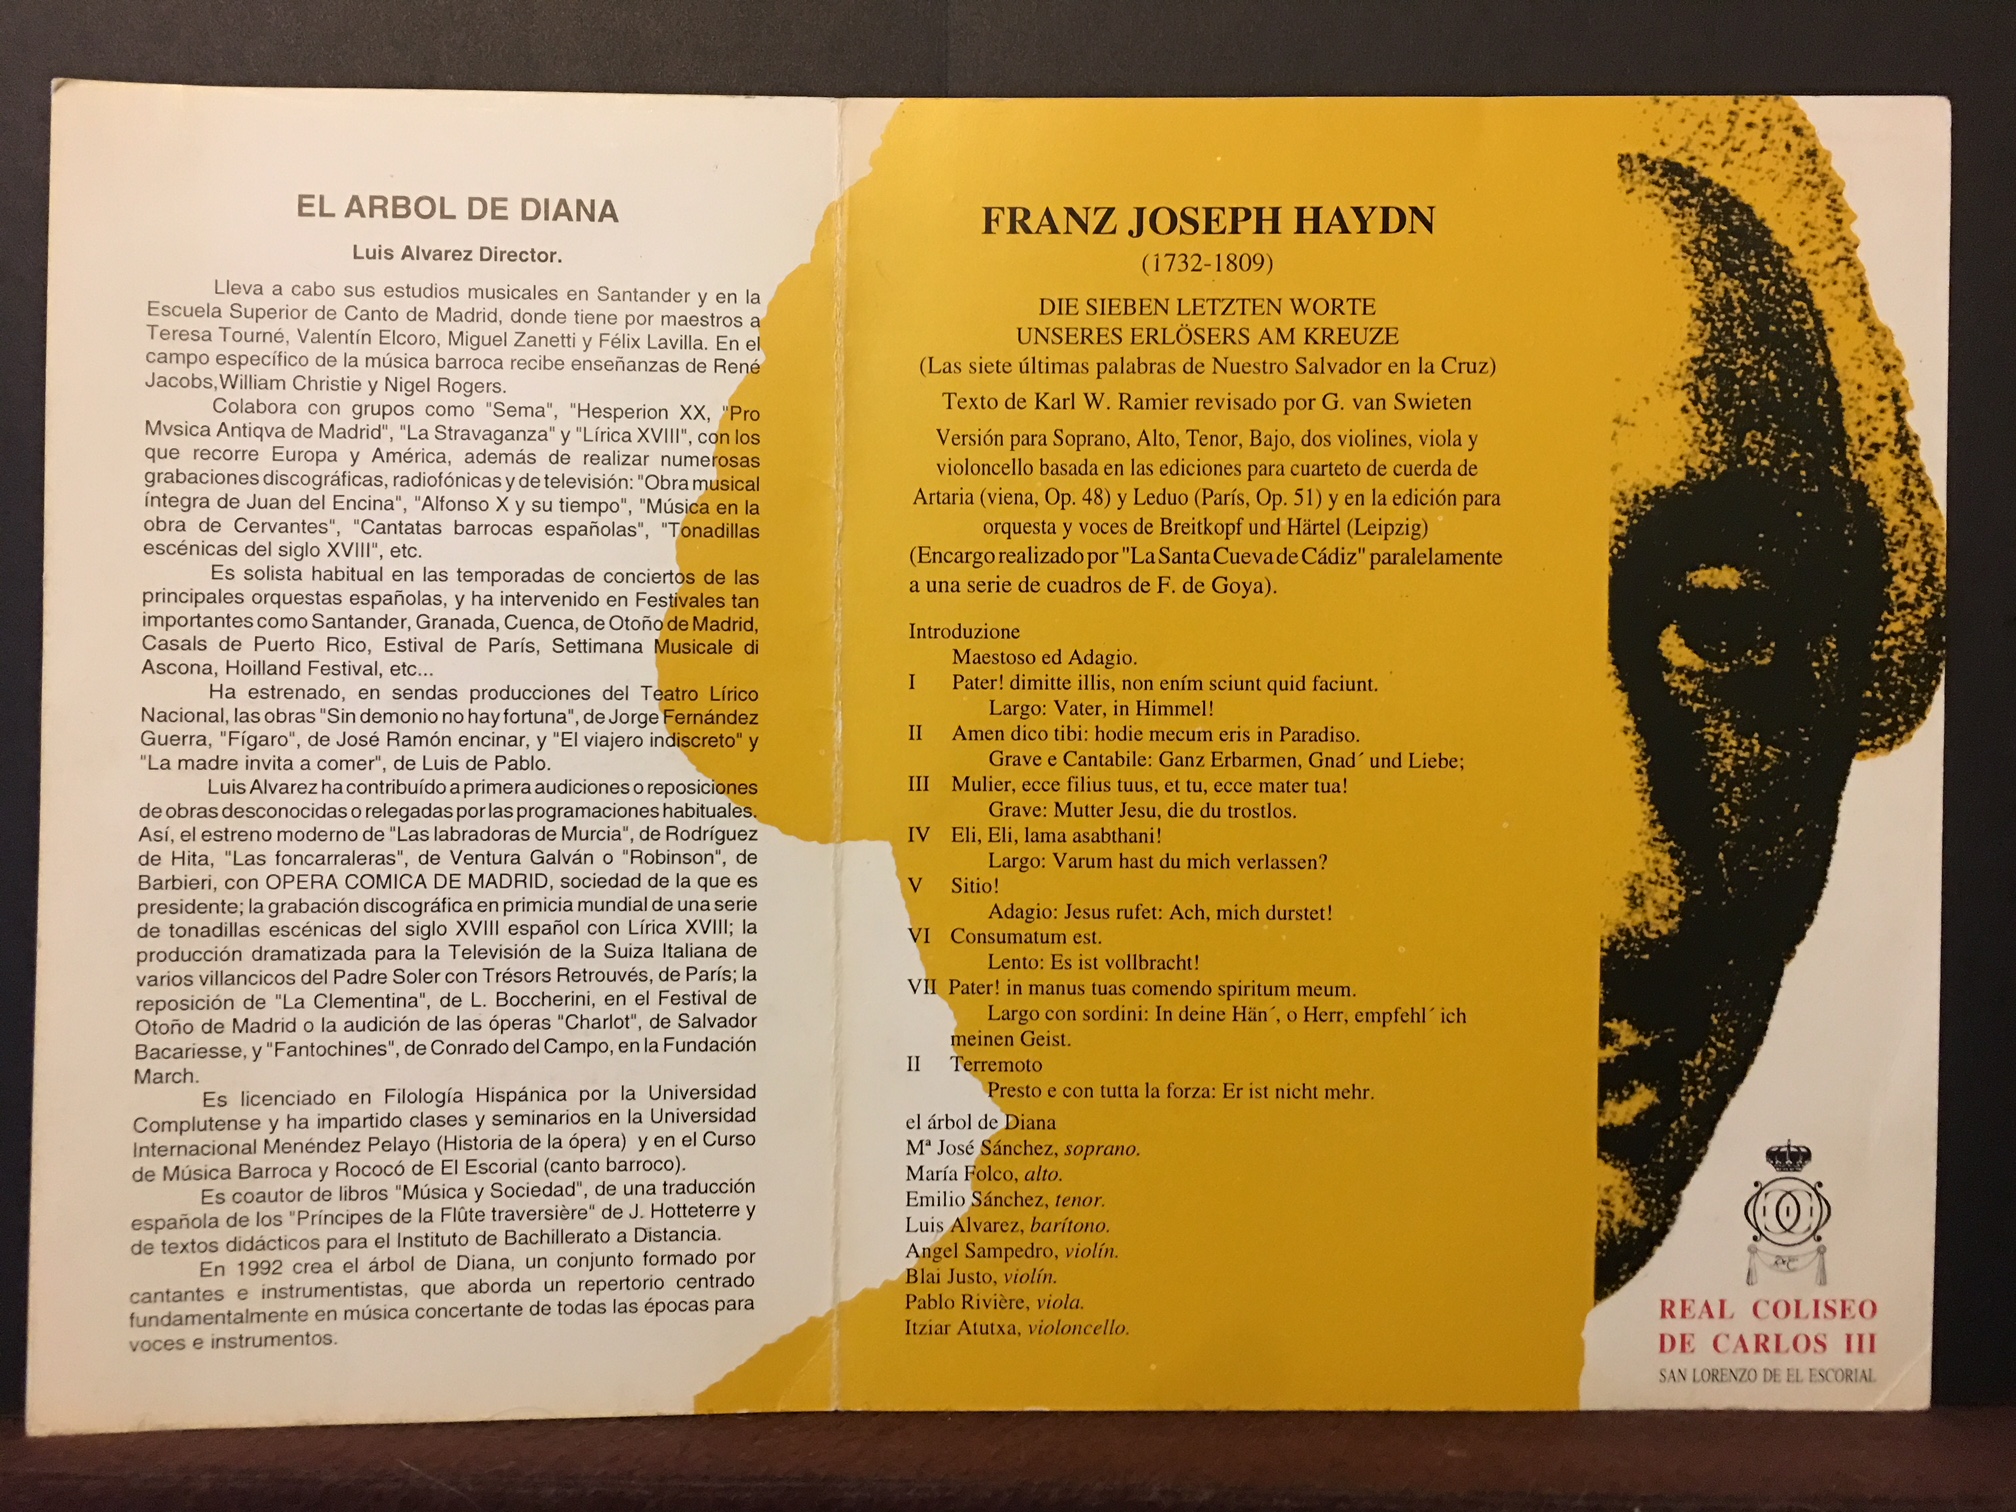 EL ARBOL DE DIANA
Luis Alvarez Director.
Lleva a cabo sus estudios musicales en Santander y en la
Escuela Superior de Canto de Madrid, donde tiene por maestros a
Teresa Tourné, Valentín Elcoro, Miguel Zanetti y Félix Lavilla. En el
campo específico de la música barroca recibe enseñanzas de René
Jacobs,William Christie y Nigel Rogers.
Colabora con grupos como "Sema", "Hesperion XX, "Pro
Mvsica Antiqva de Madrid", "La Stravaganza" y "Lírica XVIII", con los
que recorre Europa y América, además de realizar numerosas
grabaciones discográficas, radiofónicas y de televisión: "Obra musical
íntegra de Juan del Encina", "Alfonso X y su tiempo", "Música en la
obra de Cervantes", "Cantatas barrocas españolas", "Tonadillas
escénicas del siglo XVIII", etc.
Es solista habitual en las temporadas de conciertos de las
principales orquestas españolas, y ha intervenido en Festivales tan
importantes como Santander, Granada, Cuenca, de Otoño de Madrid,
Casals de Puerto Rico, Estival de París, Settimana Musicale di
Ascona, Hoilland Festival, etc...
Ha estrenado, en sendas producciones del Teatro Lírico
Nacional, las obras "Sin demonio no hay fortuna", de Jorge Fernández
Guerra, "Fígaro", de José Ramón encinar, y "El viajero indiscreto" y
"La madre invita a comer", de Luis de Pablo.
Luis Alvarez ha contribuído a primera audiciones o reposiciones
de obras desconocidas o relegadas por las programaciones habituales.
Así, el estreno moderno de "Las labradoras de Murcia", de Rodríguez
de Hita, "Las foncarraleras", de Ventura Galván o "Robinson", de
Barbieri, con OPERA COMICA DE MADRID, sociedad de la que es
presidente; la grabación discográfica en primicia mundial de una serie
de tonadillas escénicas del siglo XVIII español con Lírica XVIII; la
producción dramatizada para la Televisión de la Suiza Italiana de
varios villancicos del Padre Soler con Trésors Retrouvés, de París; la
reposición de "La Clementina", de L. Boccherini, en el Festival de
Otoño de Madrid o la audición de las óperas "Charlot", de Salvador
Bacariesse, y "Fantochines", de Conrado del Campo, en la Fundación
March.
Es licenciado en Filología Hispánica por la Universidad
Complutense y ha impartido clases y seminarios en la Universidad
Internacional Menéndez Pelayo (Historia de la ópera) y en el Curso
de Música Barroca y Rococó de El Escorial (canto barroco).
Es coautor de libros "Música y Sociedad", de una traducción
española de los "Príncipes de la Flûte traversière" de J. Hotteterre y
de textos didácticos para el Instituto de Bachillerato a Distancia.
En 1992 crea el árbol de Diana, un conjunto formado por
cantantes e instrumentistas, que aborda un repertorio centrado
fundamentalmente en música concertante de todas las épocas para
voces e instrumentos.
FRANZ JOSEPH HAYDN
(1732-1809)
DIE SIEBEN LETZTEN WORTE
UNSERES ERLÖSERS AM KREUZE
(Las siete últimas palabras de Nuestro Salvador en la Cruz)
Texto de Karl W. Ramier revisado por G. van Swieten
Versión para Soprano, Alto, Tenor, Bajo, dos violines, viola y
violoncello basada en las ediciones para cuarteto de cuerda de
Artaria (viena, Op. 48) y Leduo (París, Op. 51) y en la edición para
orquesta y voces de Breitkopf und Härtel (Leipzig)
(Encargo realizado por "La Santa Cueva de Cádiz" paralelamente
a una serie de cuadros de F. de Goya).
Introduzione
Maestoso ed Adagio.
I Pater! dimitte illis, non ením sciunt quid faciunt.
Largo: Vater, in Himmel!
II Amen dico tibi: hodie mecum eris in Paradiso.
Grave e Cantabile: Ganz Erbarmen, Gnad´ und Liebe;
III Mulier, ecce filius tuus, et tu, ecce mater tua!
Grave: Mutter Jesu, die du trostlos.
IV Eli, Eli, lama asabthani!
Largo: Varum hast du mich verlassen?
V Sitio!
Adagio: Jesus rufet: Ach, mich durstet!
VI Consumatum est.
Lento: Es ist vollbracht!
VII Pater! in manus tuas comendo spiritum meum.
Largo con sordini: In deine Hän´, o Herr, empfehl´ ich
meinen Geist.
II Terremoto
Presto e con tutta la forza: Er ist nicht mehr.
el árbol de Diana
Mª José Sánchez, soprano.
María Folco, alto.
Emilio Sánchez, tenor.
Luis Alvarez, barítono.
Angel Sampedro, violín.
Blai Justo, violín.
Pablo Rivière, viola.
Itziar Atutxa, violoncello.
REAL COLISEO
DE CARLOS III
SAN LORENZO DE EL ESCORIAL